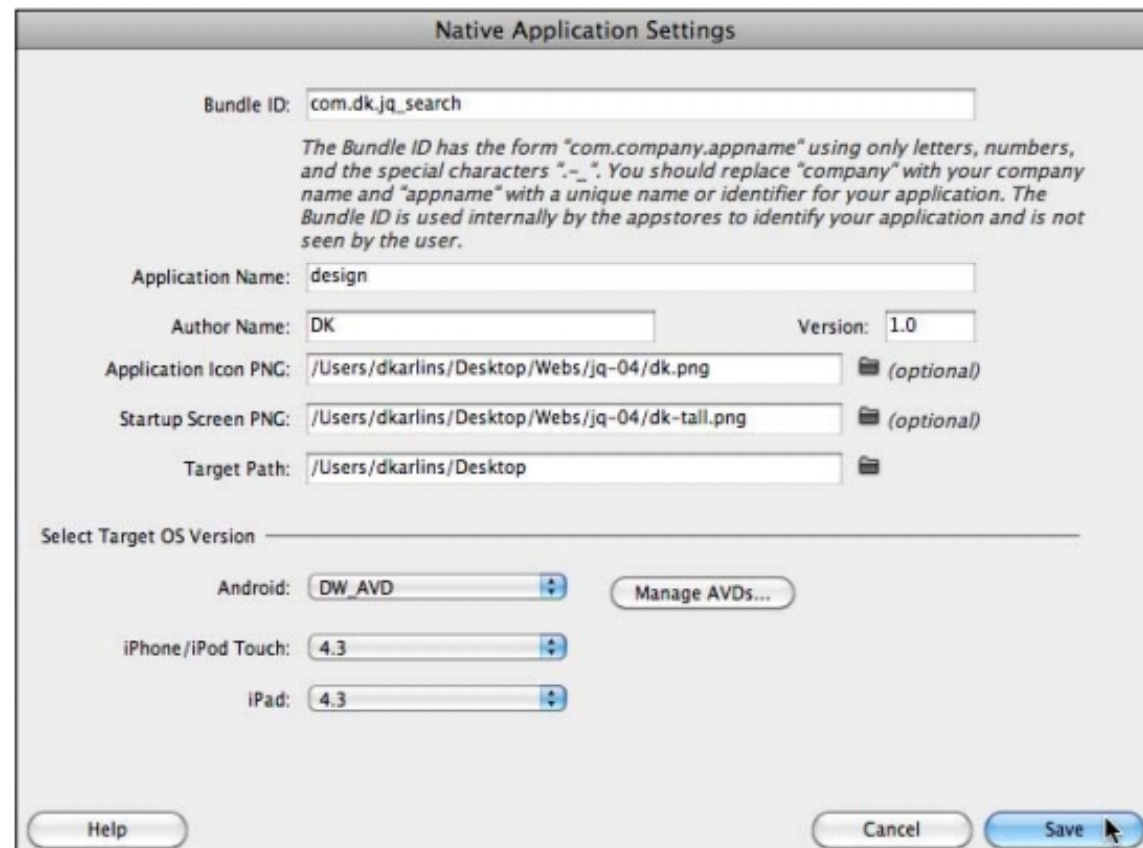 Native Application Settings
Bundle ID: com.dk.jq_search
The Bundle ID has the form "com.company.appname" using only letters, numbers,
and the special characters ".-_". You should replace "company" with your company
name and "appname" with a unique name or identifier for your application. The
Bundle ID is used internally by the appstores to identify your application and is not
seen by the user.
Application Name: design
Author Name: DK Version: 1.0
Application Icon PNG: /Users/dkarlins/Desktop/Webs/jq-04/dk.png (optional)
Startup Screen PNG: /Users/dkarlins/Desktop/Webs/jq-04/dk-tall.png (optional)
Target Path: /Users/dkarlins/Desktop
Select Target OS Version
Android: DW_AVD Manage AVDs...
iPhone/iPod Touch: 4.3
iPad: 4.3
Help Cancel Save